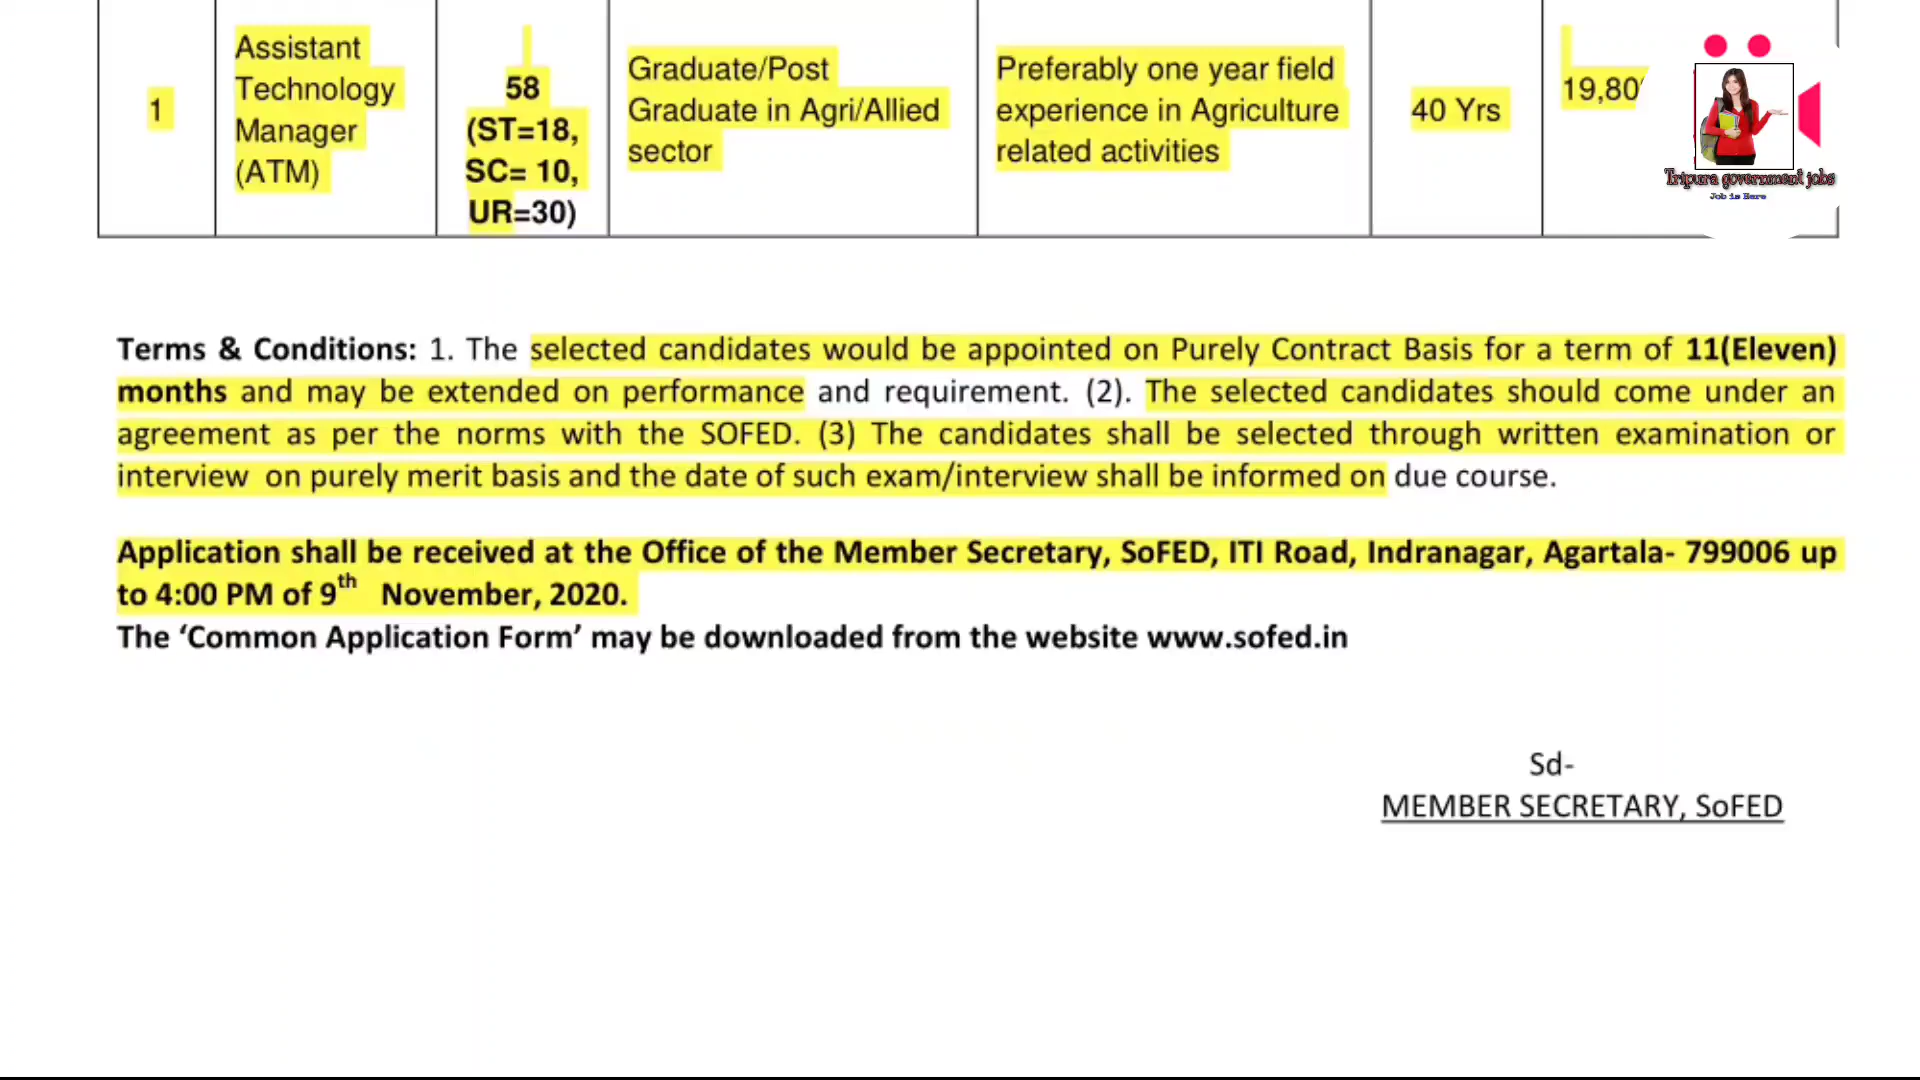 1
Assistant
Technology
Manager
(ATM)
58
(ST=18,
SC= 10,
UR=30)
Graduate/Post
Graduate in Agri/Allied
sector
Preferably one year field
experience in Agriculture
related activities
40 Yrs
Tripura government jobs
Job is Here
Terms & Conditions: 1. The selected candidates would be appointed on Purely Contract Basis for a term of 11(Eleven)
months and may be extended on performance and requirement. (2). The selected candidates should come under an
agreement as per the norms with the SOFED. (3) The candidates shall be selected through written examination or
interview on purely merit basis and the date of such exam/interview shall be informed on due course.
Application shall be received at the Office of the Member Secretary, SoFED, ITI Road, Indranagar, Agartala- 799006 up
to 4:00 PM of 9th November, 2020.
The ‘Common Application Form’ may be downloaded from the website www.sofed.in
Sd-
MEMBER SECRETARY, SoFED